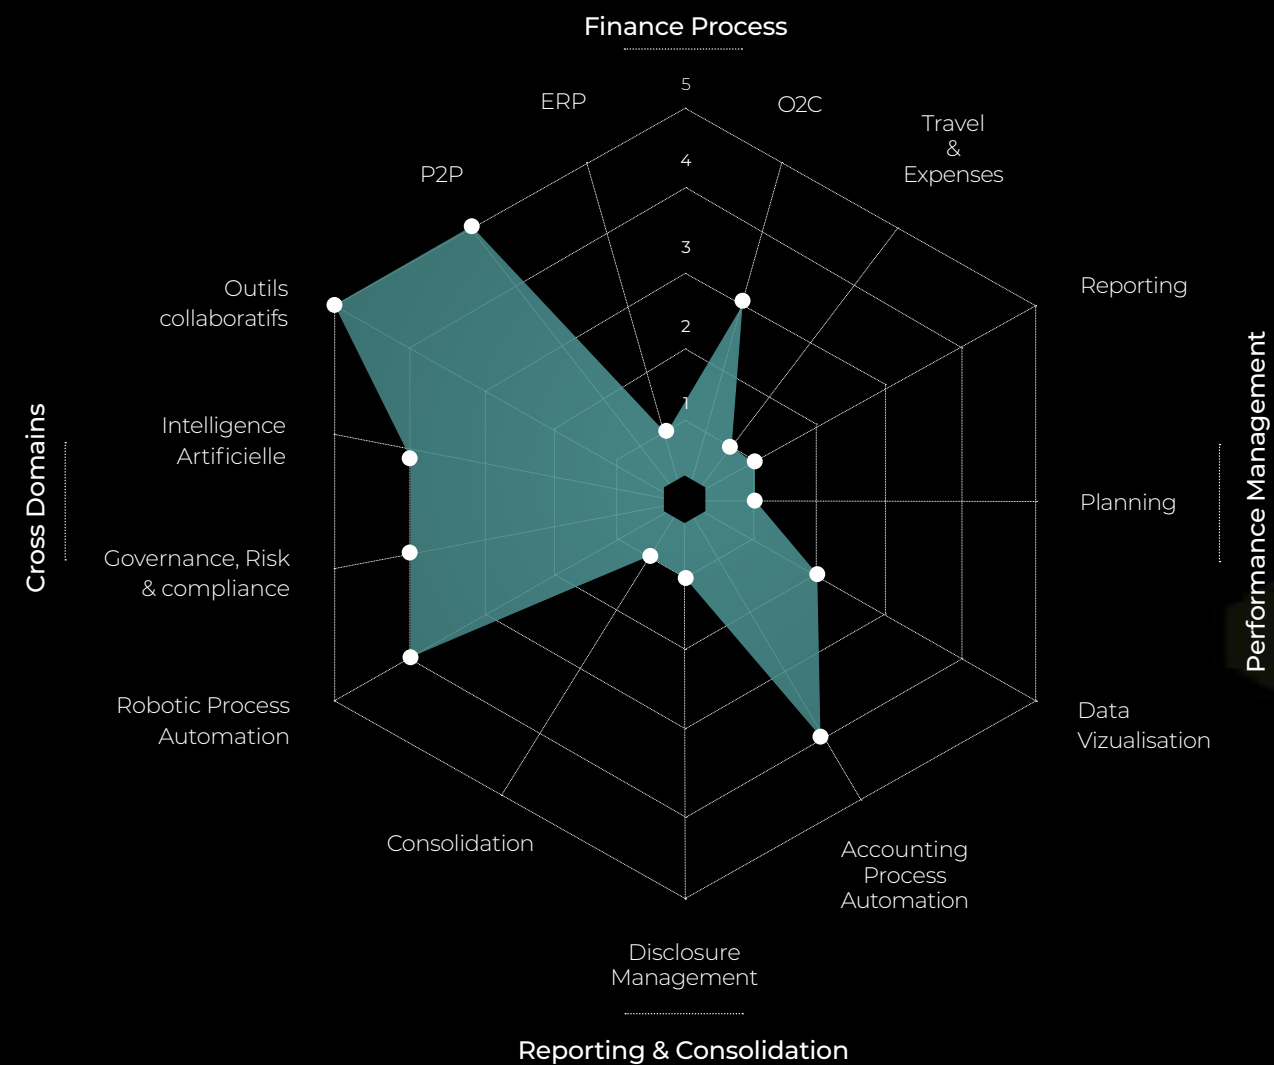 Finance Process
5
ERP
O2C
Travel
&
Expenses
4
P2P
3
Outils
collaboratifs
Reporting
2
1
Intelligence
Artificielle
Cross Domains
Performance Management
Planning
Governance, Risk
& compliance
Robotic Process
Automation
Data
Vizualisation
Consolidation
Accounting
Process
Automation
Disclosure
Management
Reporting & Consolidation